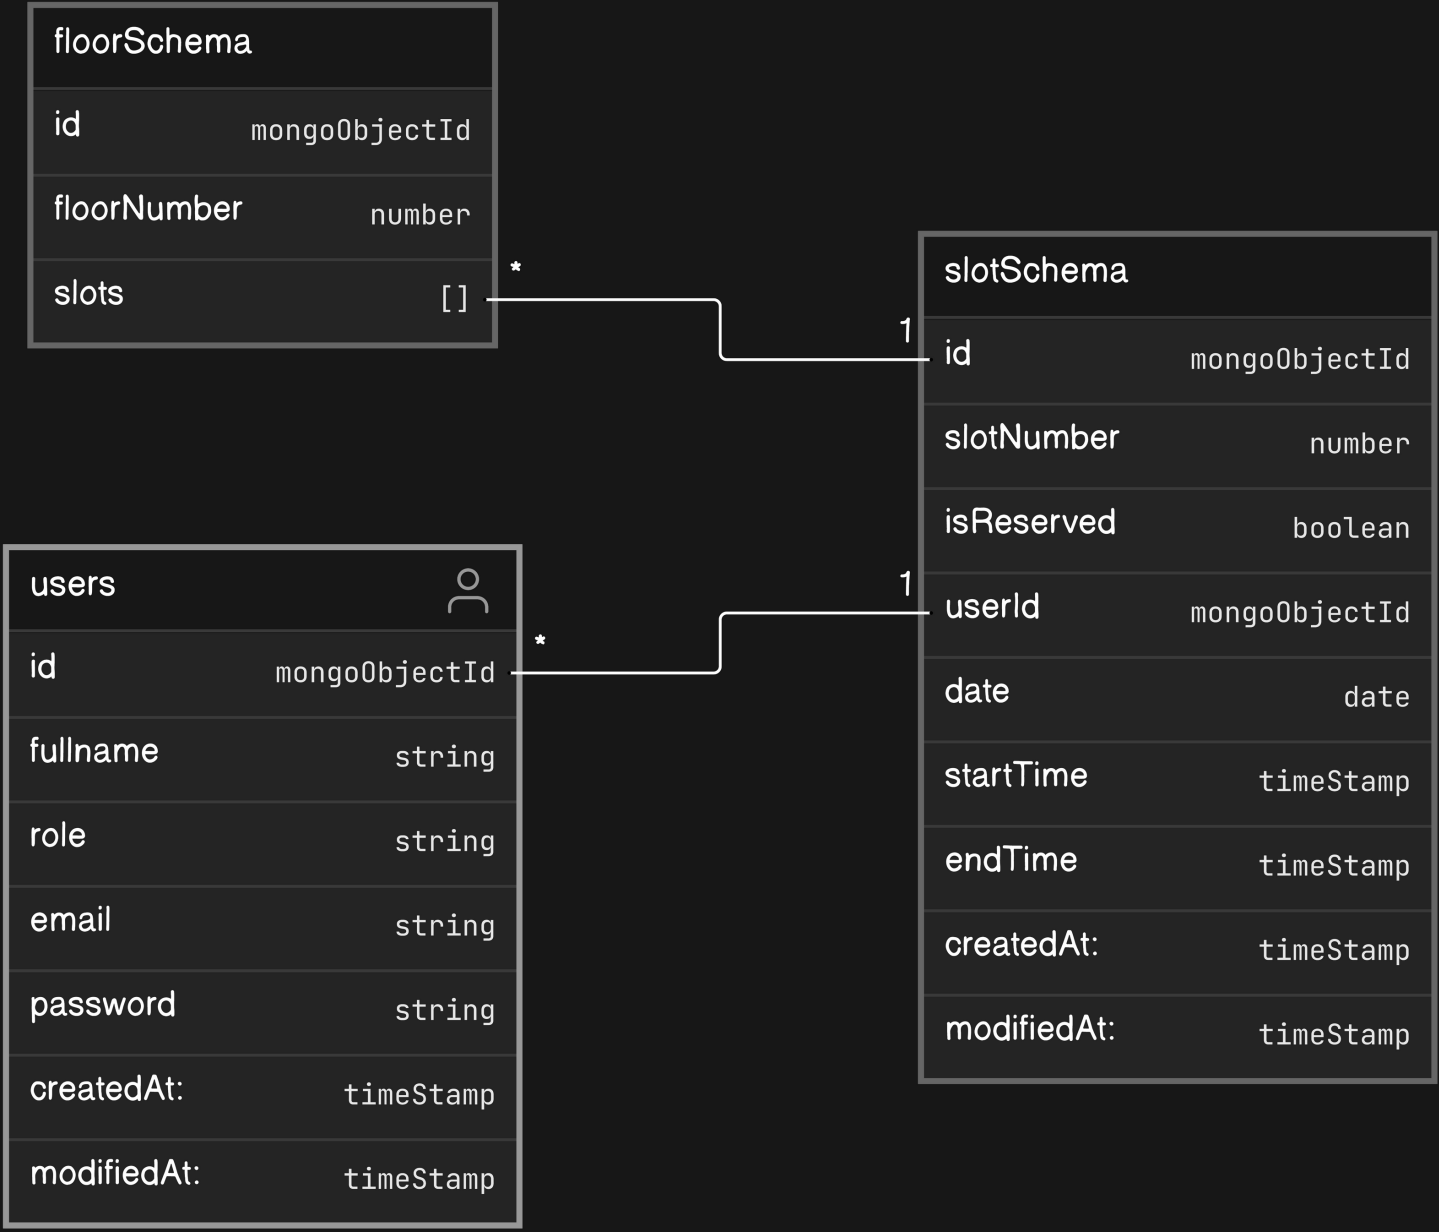 floorSchema
id mongoObjectId
floorNumber number
slots []
*
1
slotSchema
id mongoObjectId
slotNumber number
isReserved boolean
userId mongoObjectId
date date
startTime timeStamp
endTime timeStamp
createdAt: timeStamp
modifiedAt: timeStamp
1
*
users
id mongoObjectId
fullname string
role string
email string
password string
createdAt: timeStamp
modifiedAt: timeStamp